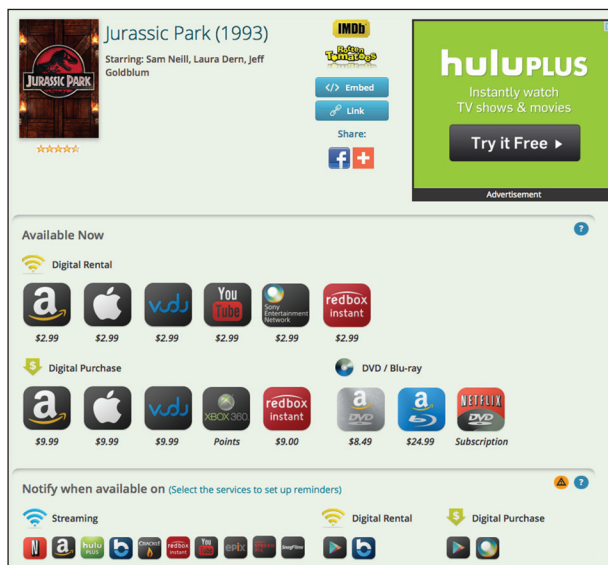 Jurassic Park (1993)
Starring: Sam Neill, Laura Dern, Jeff
Goldblum
JURASSIC PARK
IMDb
Rotten
Tomatoes
</> Embed
Link
Share:
f
+
huluPLUS
Instantly watch
TV shows & movies
Try it Free
Advertisement
Available Now
?
Digital Rental
a
vudu
You
Tube
Sony
Entertainment
Network
redbox
instant
$2.99
$2.99
$2.99
$2.99
$2.99
$2.99
Digital Purchase
a
vudu
XBOX 360
redbox
instant
$9.99
$9.99
$9.99
Points
$9.00
DVD / Blu-ray
a
DVD
a
NETFLIX
DVD
$8.49
$24.99
Subscription
Notify when available on (Select the services to set up reminders)
?
Streaming
N
a
hulu
PLUS
b
CRACKLE
redbox
instant
You
Tube
epix
SnagFilms
Digital Rental
b
Digital Purchase